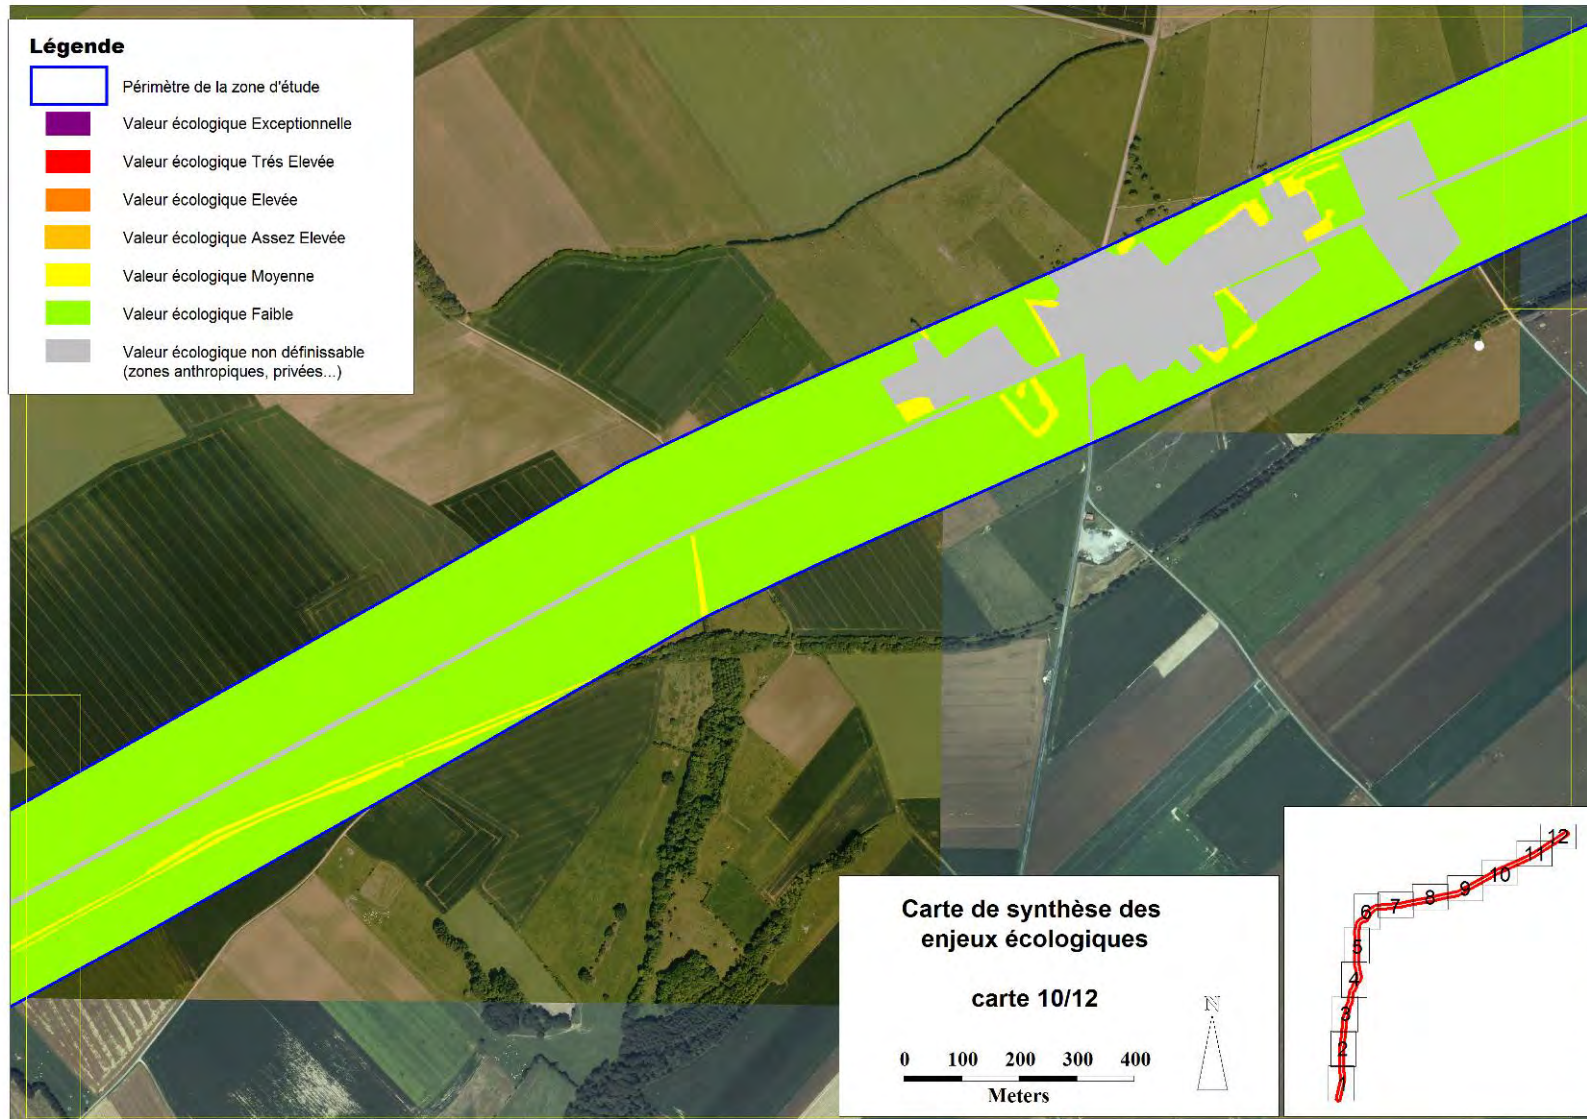 Légende
Périmètre de la zone d'étude
Valeur écologique Exceptionnelle
Valeur écologique Trés Elevée
Valeur écologique Elevée
Valeur écologique Assez Elevée
Valeur écologique Moyenne
Valeur écologique Faible
Valeur écologique non définissable
(zones anthropiques, privées...)
Carte de synthèse des
enjeux écologiques
carte 10/12
N
0 100 200 300 400
Meters
12
11
10
9
8
7
6
5
4
3
2